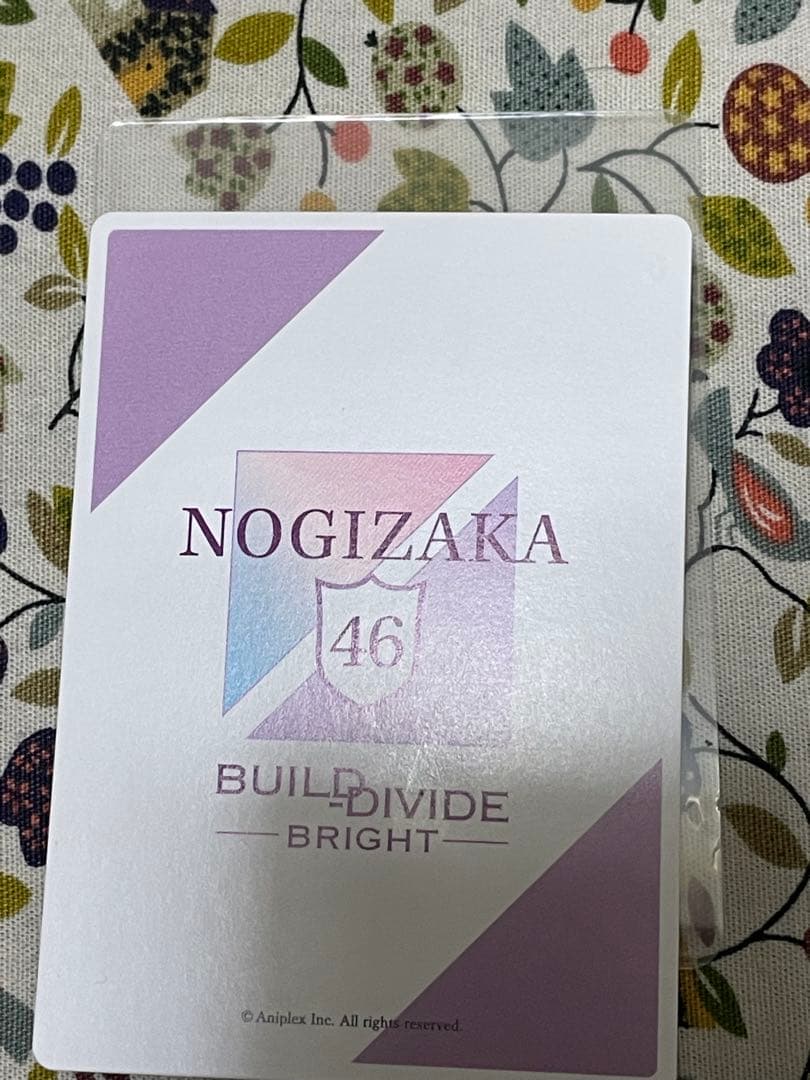 NOGIZAKA
46
BUILD
-DIVIDE
BRIGHT
© Aniplex Inc. All rights reserved.